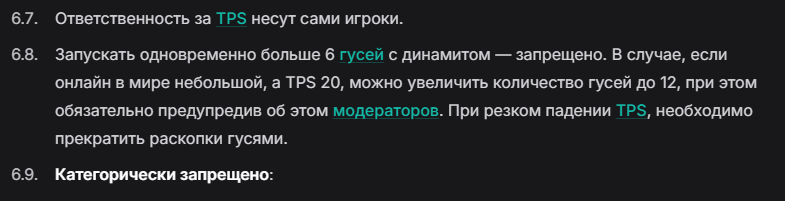 6.7. Ответственность за TPS несут сами игроки.
6.8. Запускать одновременно больше 6 гусей с динамитом — запрещено. В случае, если
онлайн в мире небольшой, а TPS 20, можно увеличить количество гусей до 12, при этом
обязательно предупредив об этом модераторов. При резком падении TPS, необходимо
прекратить раскопки гусями.
6.9. Категорически запрещено: